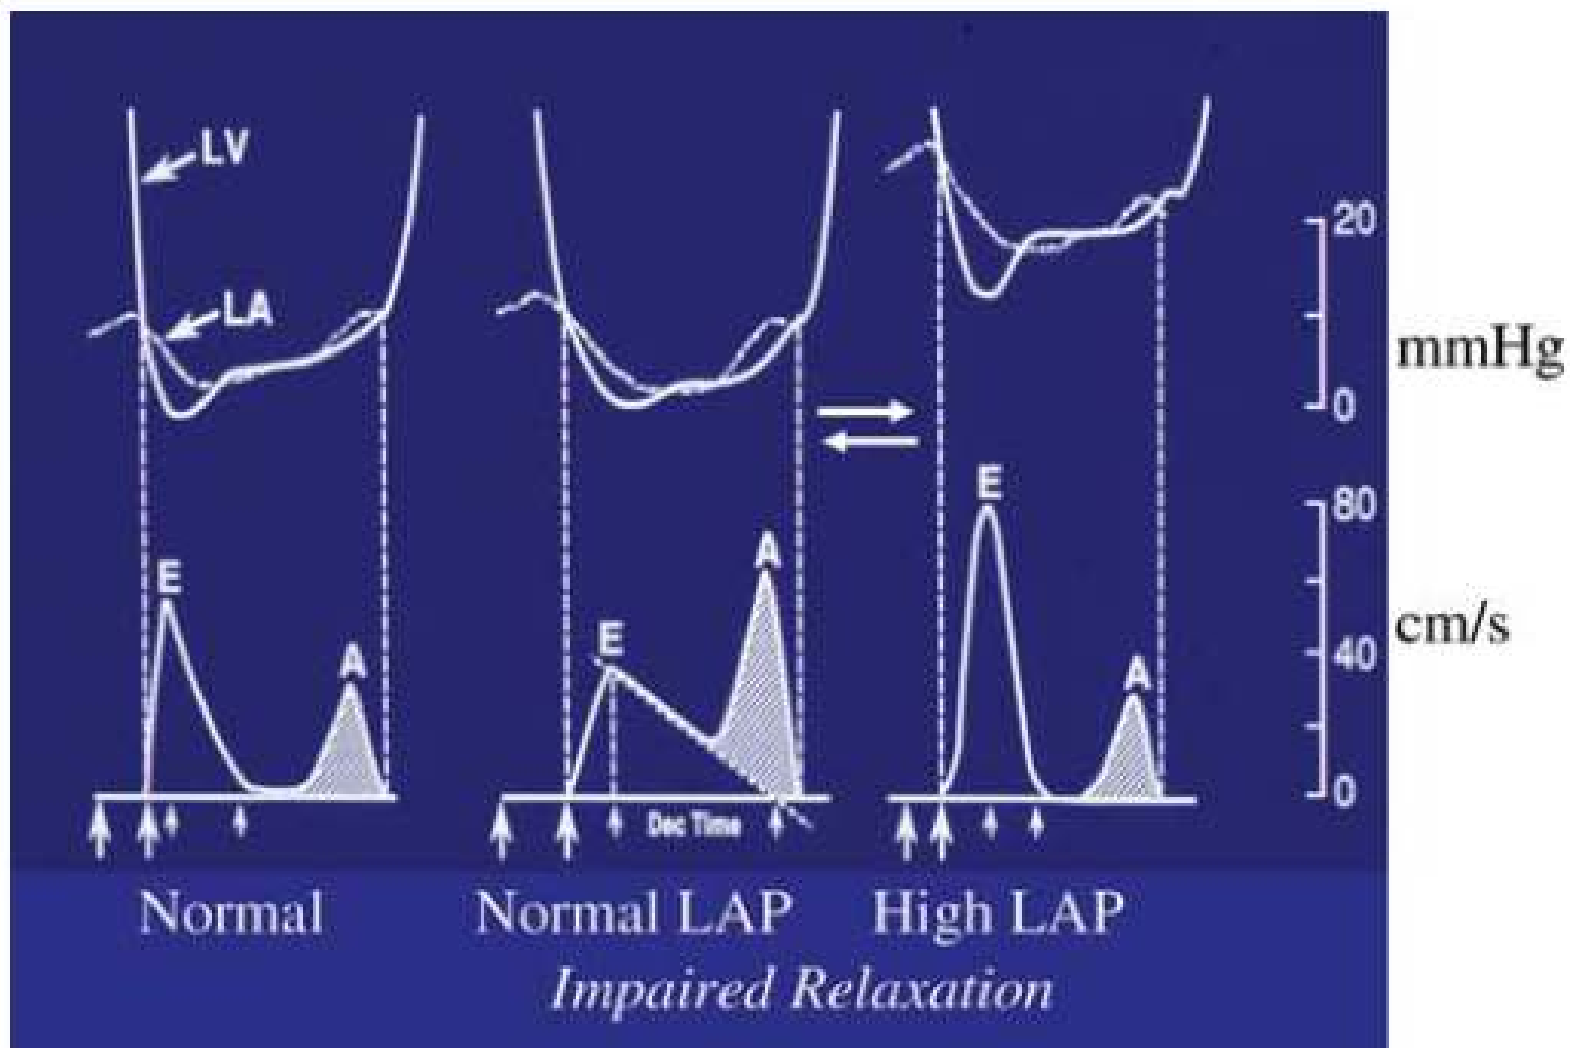 LV
LA
20
mmHg
0
E
A
E
A
E
A
80
cm/s
40
0
Dec Time
Normal
Normal LAP
High LAP
Impaired Relaxation